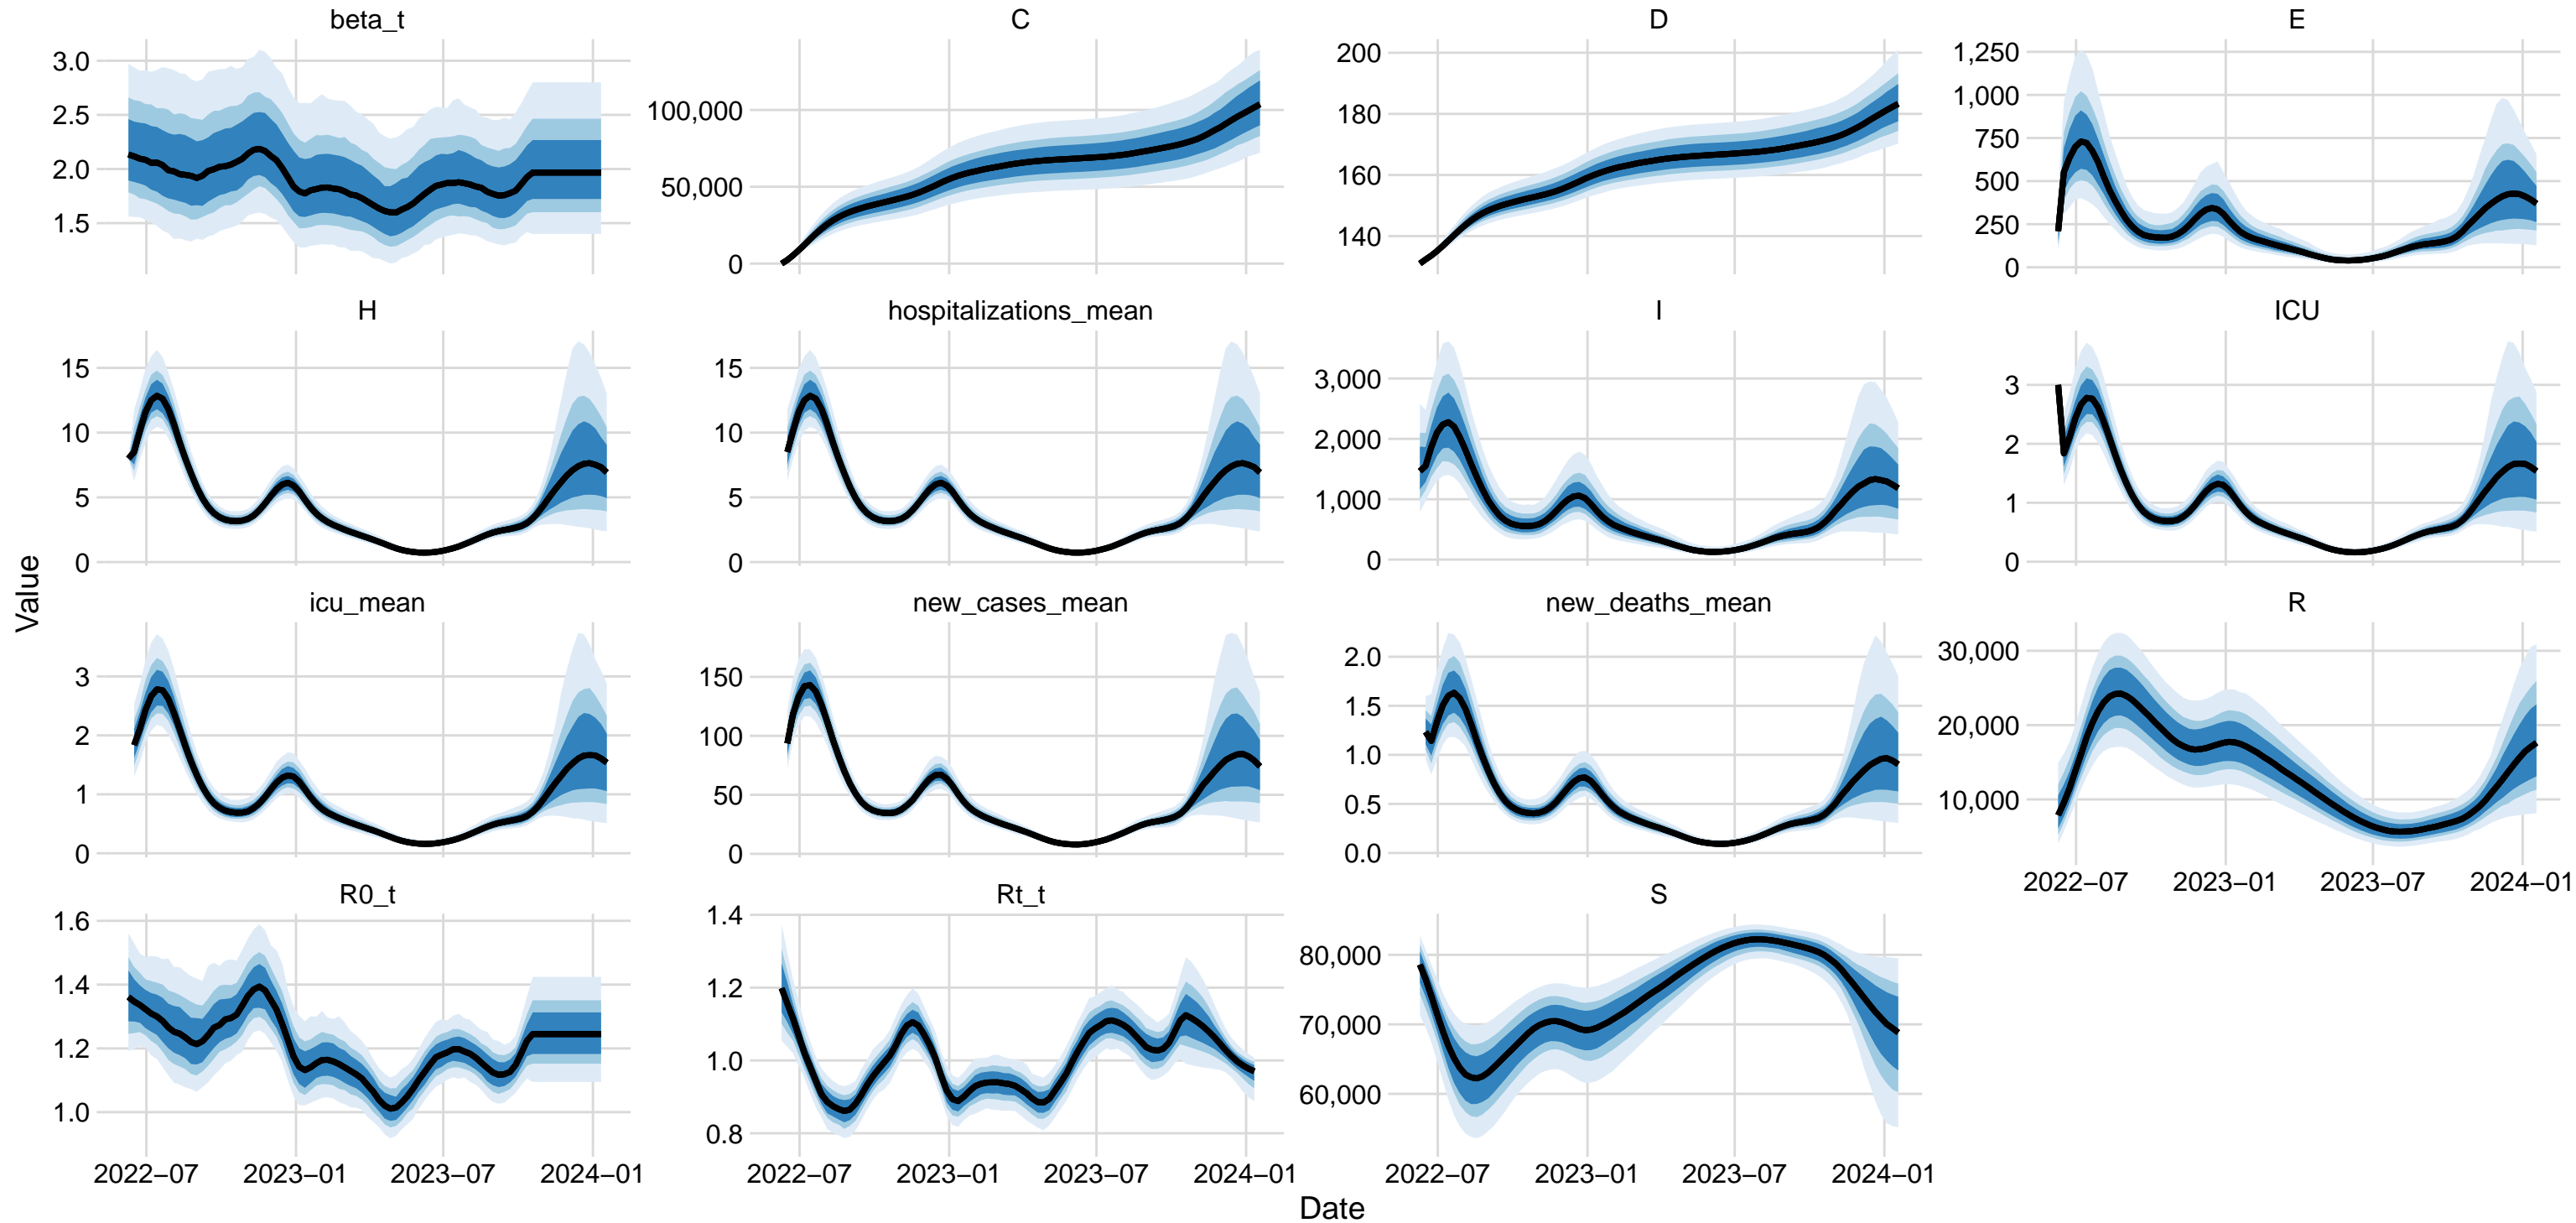 beta_t
C
D
E
3.0
2.5
2.0
1.5
100,000
50,000
0
200
180
160
140
1,250
1,000
750
500
250
0
H
hospitalizations_mean
I
ICU
15
10
5
0
15
10
5
0
3,000
2,000
1,000
0
3
2
1
0
Value
icu_mean
new_cases_mean
new_deaths_mean
R
3
2
1
0
150
100
50
0
2.0
1.5
1.0
0.5
0.0
30,000
20,000
10,000
2022−07 2023−01 2023−07 2024−01
R0_t
Rt_t
S
1.6
1.4
1.2
1.0
1.4
1.2
1.0
0.8
80,000
70,000
60,000
2022−07 2023−01 2023−07 2024−01
2022−07 2023−01 2023−07 2024−01
2022−07 2023−01 2023−07 2024−01
Date